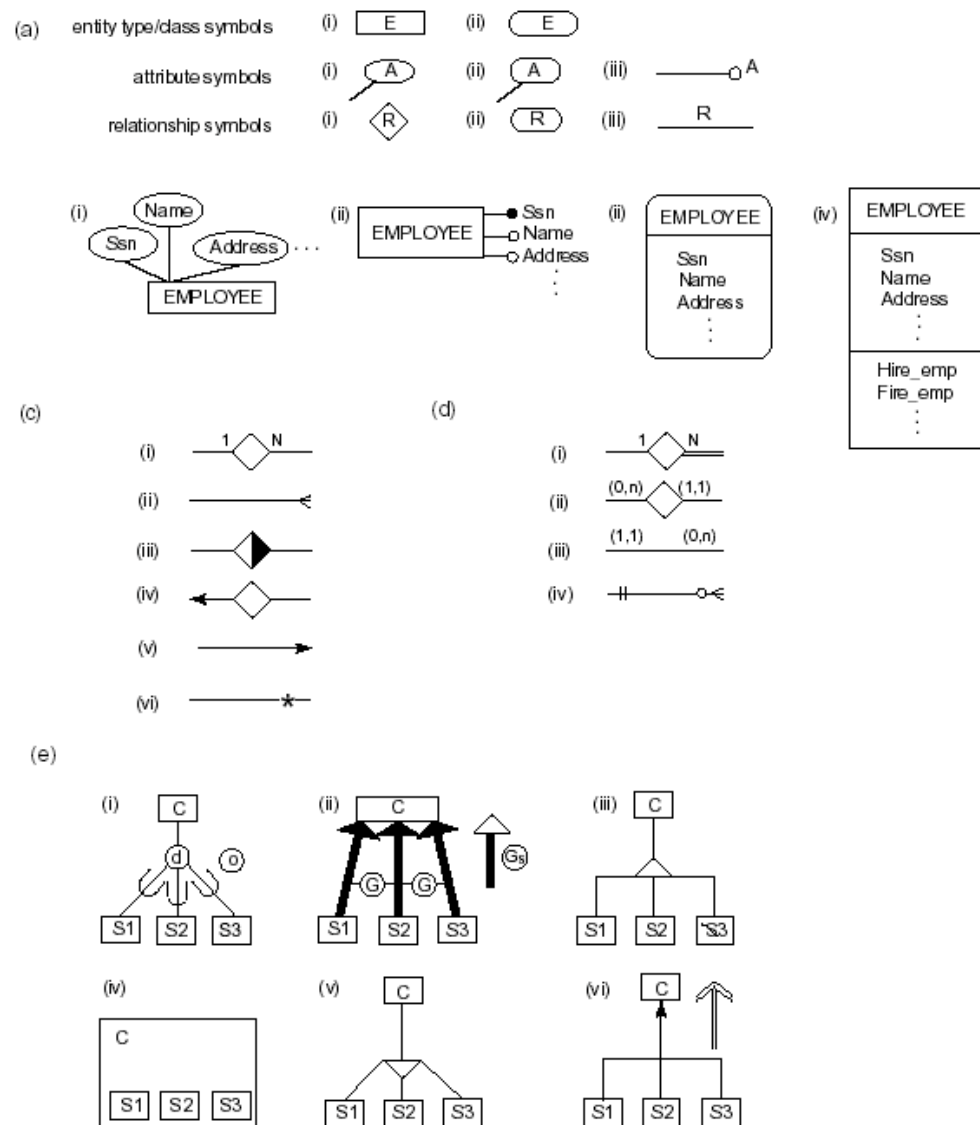 (a) entity type/class symbols (i) E (ii) E
attribute symbols (i) A (ii) A (iii) A
relationship symbols (i) R (ii) R (iii) R
(i) Name Ssn Address . . . EMPLOYEE
(ii) EMPLOYEE Ssn Name Address
(ii) EMPLOYEE Ssn Name Address
(iv) EMPLOYEE Ssn Name Address Hire_emp Fire_emp
(c)
(i) 1 N
(ii)
(iii)
(iv)
(v)
(vi) *
(d)
(i) 1 N
(ii) (0,n) (1,1)
(iii) (1,1) (0,n)
(iv)
(e)
(i) C d o S1 S2 S3
(ii) C G G Gs S1 S2 S3
(iii) C S1 S2 S3
(iv) C S1 S2 S3
(v) C S1 S2 S3
(vi) C S1 S2 S3